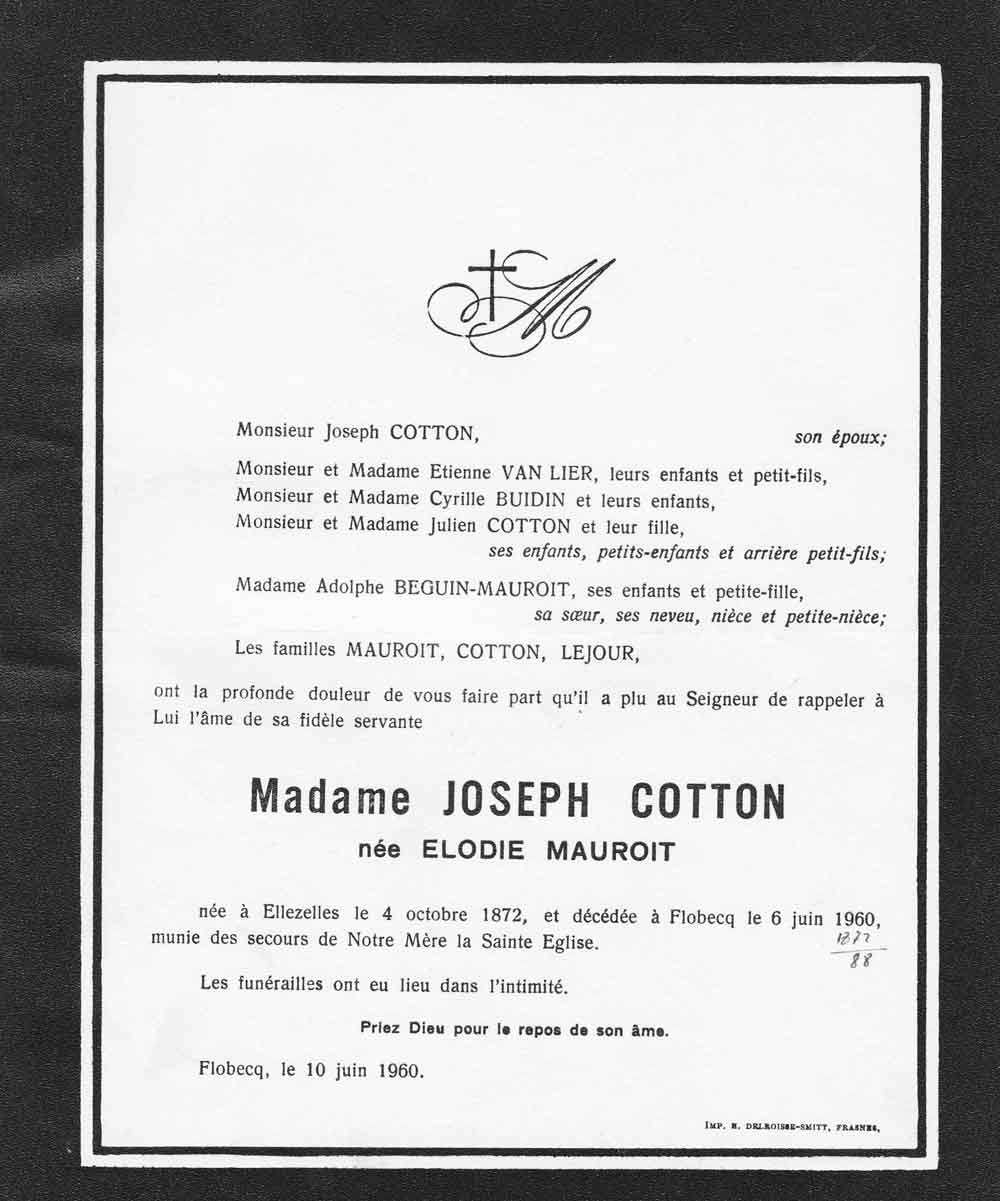 M
Monsieur Joseph COTTON, son époux;
Monsieur et Madame Etienne VAN LIER, leurs enfants et petit-fils,
Monsieur et Madame Cyrille BUIDIN et leurs enfants,
Monsieur et Madame Julien COTTON et leur fille,
ses enfants, petits-enfants et arrière petit-fils;
Madame Adolphe BEGUIN-MAUROIT, ses enfants et petite-fille,
sa sœur, ses neveu, nièce et petite-nièce;
Les familles MAUROIT, COTTON, LEJOUR,
ont la profonde douleur de vous faire part qu'il a plu au Seigneur de rappeler à
Lui l'âme de sa fidèle servante
Madame JOSEPH COTTON
née ELODIE MAUROIT
née à Ellezelles le 4 octobre 1872, et décédée à Flobecq le 6 juin 1960,
munie des secours de Notre Mère la Sainte Eglise.
1872
88
Les funérailles ont eu lieu dans l'intimité.
Priez Dieu pour le repos de son âme.
Flobecq, le 10 juin 1960.
IMP. H. DELROISSE-SMITT, FRASNES,